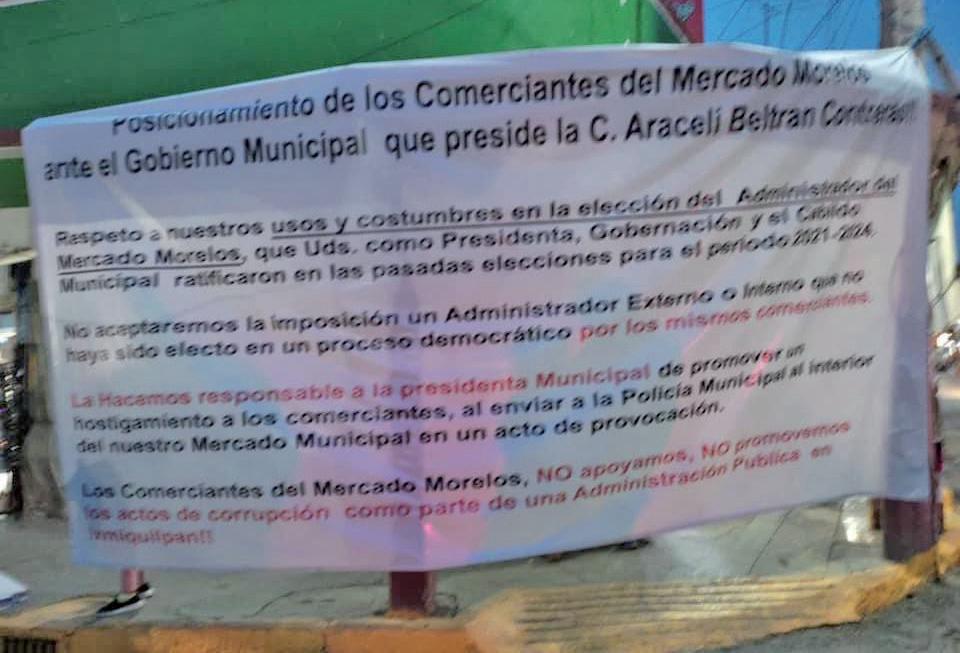 Posicionamiento de los Comerciantes del Mercado Morelos
ante el Gobierno Municipal que preside la C. Araceli Beltran Contreras!!
Respeto a nuestros usos y costumbres en la elección del Administrador del
Mercado Morelos, que Uds. como Presidenta, Gobernación y el Cabildo
Municipal ratificaron en las pasadas elecciones para el periodo 2021-2024.
No aceptaremos la imposición un Administrador Externo o Interno que no
haya sido efecto en un proceso democrático por los mismos comerciantes.
La Hacemos responsable a la presidenta Municipal de promover un
hostigamiento a los comerciantes, al enviar a la Policía Municipal al interior
del nuestro Mercado Municipal en un acto de provocación.
Los Comerciantes del Mercado Morelos, NO apoyamos, NO promovemos
los actos de corrupción como parte de una Administración Publica en
Ixmiquilpan!!